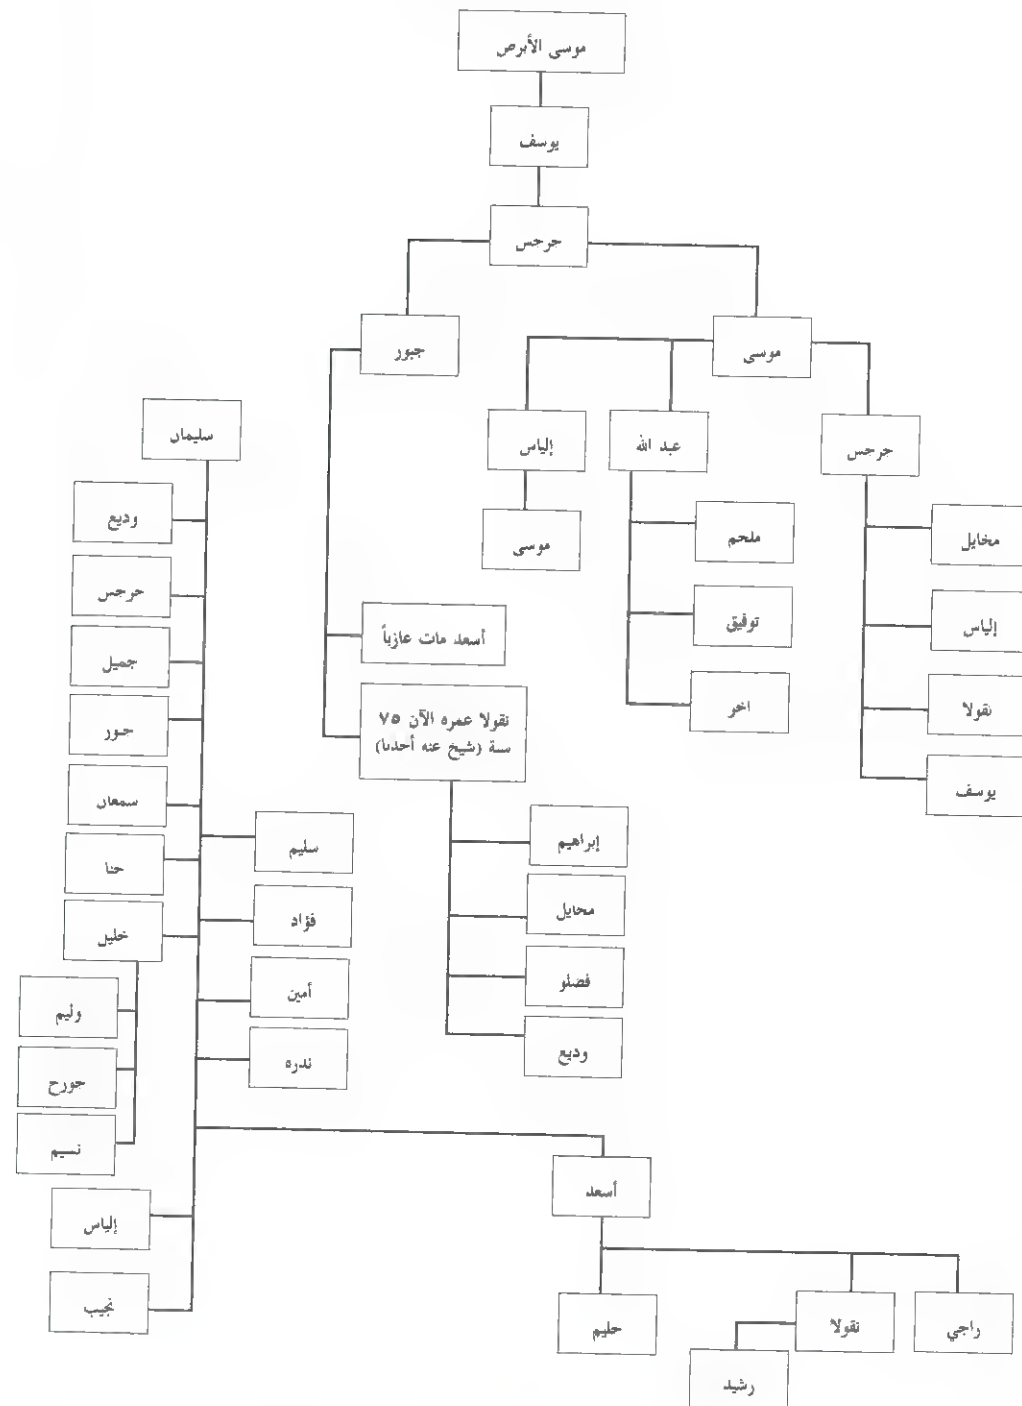 موسى الأبرص
يوسف
جرجس
جبور
موسى
سليمان
إلياس
عبد الله
جرجس
موسى
ملحم
توفيق
اخر
مخايل
إلياس
نقولا
يوسف
أسعد مات عازباً
نقولا عمره الآن ٧٥
سنة (شيخ عنه أخذنا)
إبراهيم
مخايل
فضلو
وديع
وديع
جرجس
جميل
جبور
سمعان
حنا
خليل
سليم
فؤاد
أمين
ندره
وليم
جورج
نسيم
إلياس
نجيب
أسعد
راجي
نقولا
حليم
رشيد